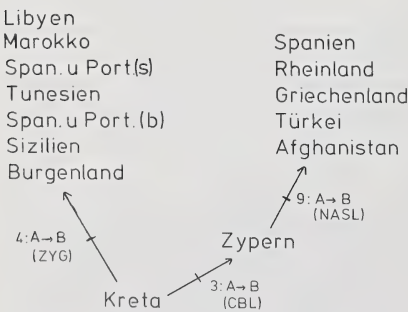 Libyen
Marokko
Span. u Port.(s)
Tunesien
Span. u Port.(b)
Sizilien
Burgenland
Spanien
Rheinland
Griechenland
Türkei
Afghanistan
4: A→B
(ZYG)
9: A→B
(NASL)
Zypern
3: A→B
(CBL)
Kreta